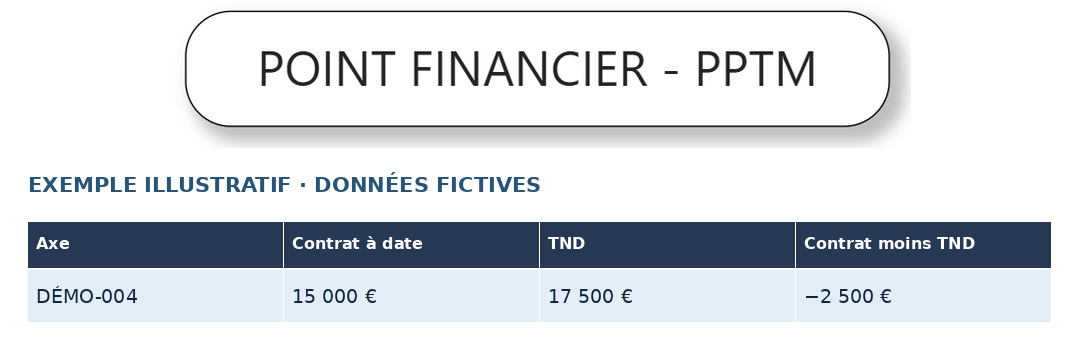 POINT FINANCIER - PPTM
EXEMPLE ILLUSTRATIF · DONNÉES FICTIVES
Axe Contrat à date TND Contrat moins TND
DÉMO-004 15 000 € 17 500 € −2 500 €